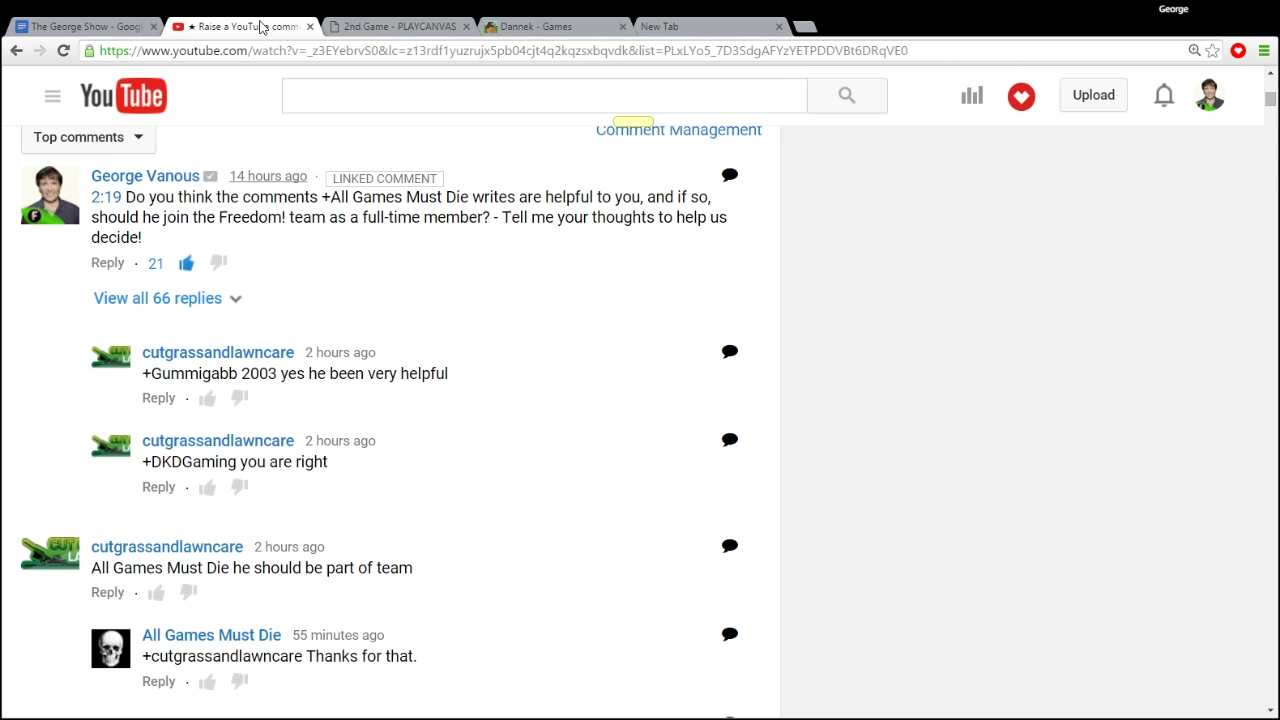 George
The George Show - Googl
★ Raise a YouTube comm
2nd Game - PLAYCANVAS
Dannek - Games
New Tab
https://www.youtube.com/watch?v=_z3EYebrvS0&lc=z13rdf1yuzrujx5pb04cjt4q2kqzsxbqvdk&list=PLxLYo5_7D3SdgAFYzYETPDDVBt6DRqVE0
YouTube
Upload
Top comments
Comment Management
George Vanous 14 hours ago · LINKED COMMENT
2:19 Do you think the comments +All Games Must Die writes are helpful to you, and if so,
should he join the Freedom! team as a full-time member? - Tell me your thoughts to help us
decide!
Reply · 21
View all 66 replies
cutgrassandlawncare 2 hours ago
+Gummigabb 2003 yes he been very helpful
Reply ·
cutgrassandlawncare 2 hours ago
+DKDGaming you are right
Reply ·
cutgrassandlawncare 2 hours ago
All Games Must Die he should be part of team
Reply ·
All Games Must Die 55 minutes ago
+cutgrassandlawncare Thanks for that.
Reply ·